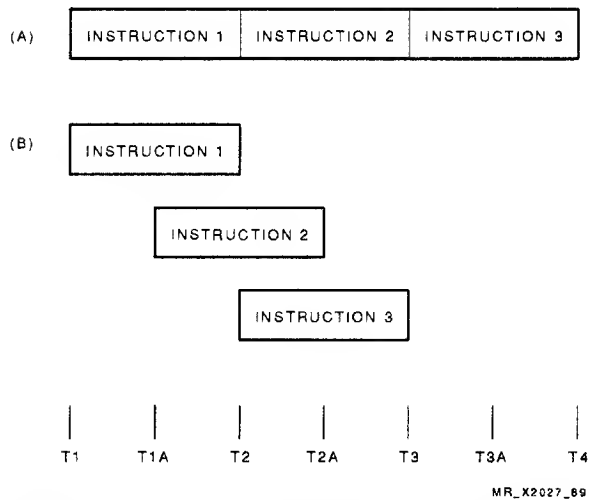 (A) INSTRUCTION 1 INSTRUCTION 2 INSTRUCTION 3
(B)
INSTRUCTION 1
INSTRUCTION 2
INSTRUCTION 3
T1 T1A T2 T2A T3 T3A T4
MR_X2027_89